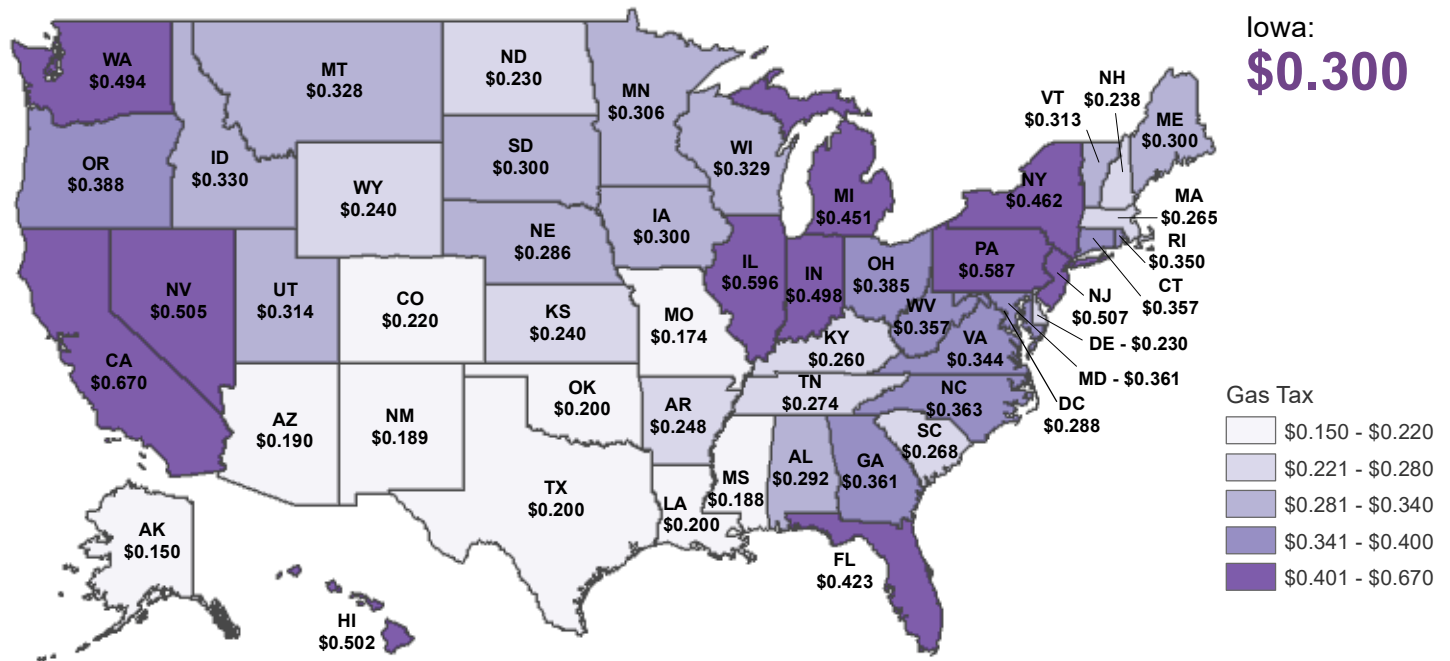 Iowa:
$0.300
WA
$0.494
MT
$0.328
ND
$0.230
MN
$0.306
VT
$0.313
NH
$0.238
ME
$0.300
OR
$0.388
ID
$0.330
WY
$0.240
SD
$0.300
WI
$0.329
MI
$0.451
NY
$0.462
MA
$0.265
RI
$0.350
CT
$0.357
NV
$0.505
UT
$0.314
CO
$0.220
NE
$0.286
IA
$0.300
IL
$0.596
IN
$0.498
OH
$0.385
PA
$0.587
NJ
$0.507
CA
$0.670
KS
$0.240
MO
$0.174
KY
$0.260
WV
$0.357
VA
$0.344
DE - $0.230
MD - $0.361
DC
$0.288
AZ
$0.190
NM
$0.189
OK
$0.200
AR
$0.248
TN
$0.274
NC
$0.363
SC
$0.268
TX
$0.200
LA
$0.200
MS
$0.188
AL
$0.292
GA
$0.361
FL
$0.423
AK
$0.150
HI
$0.502
Gas Tax
$0.150 - $0.220
$0.221 - $0.280
$0.281 - $0.340
$0.341 - $0.400
$0.401 - $0.670